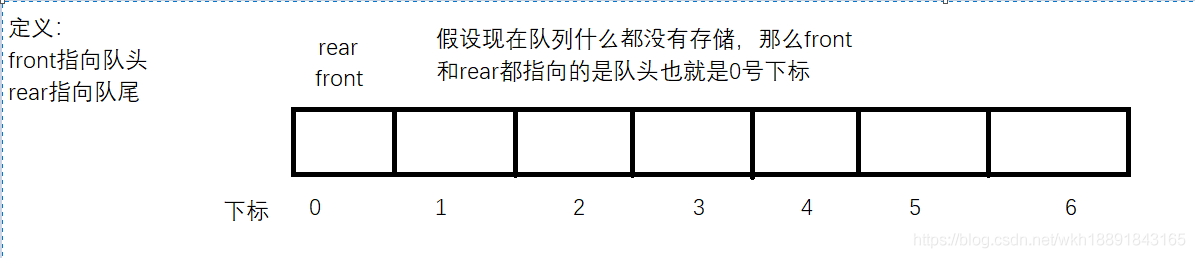 定义：
front指向队头
rear指向队尾
rear
front
假设现在队列什么都没有存储，那么front
和rear都指向的是队头也就是0号下标
下标 0 1 2 3 4 5 6
https://blog.csdn.net/wkh18891843165